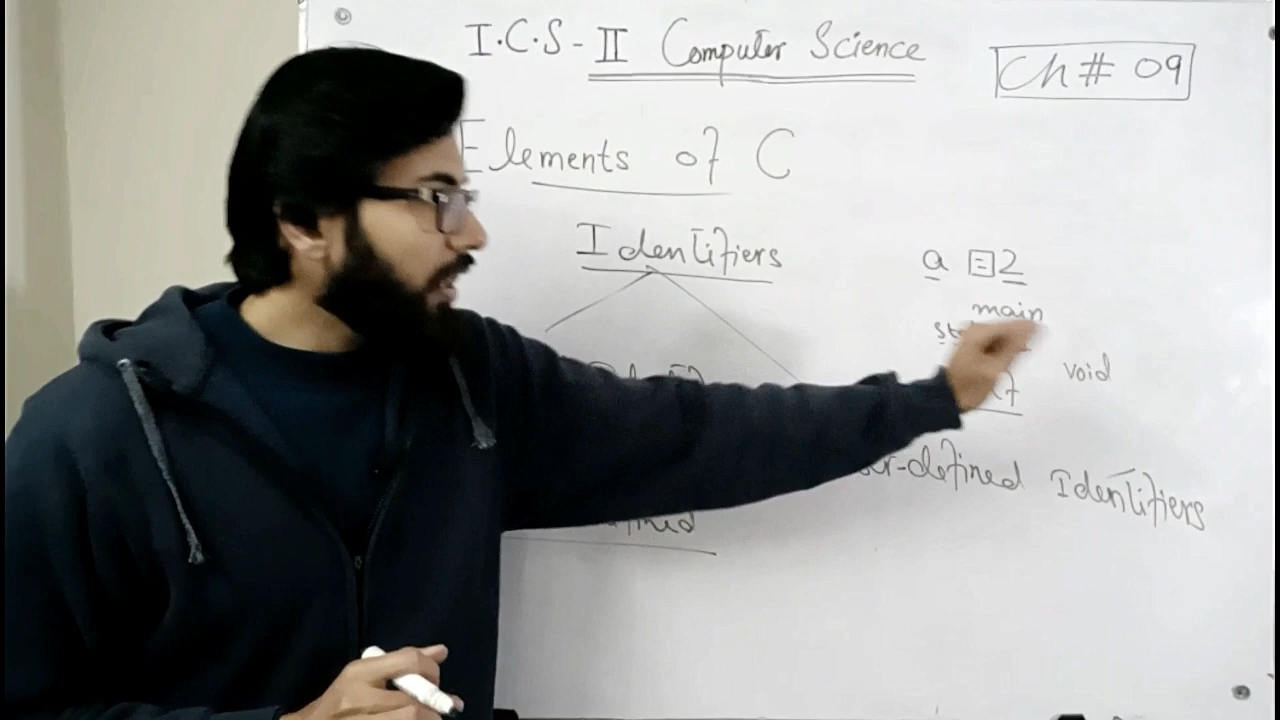 I.C.S - II Computer Science
Ch # 09
Elements of C
Identifiers
a = 2
main
void
-defined Identifiers